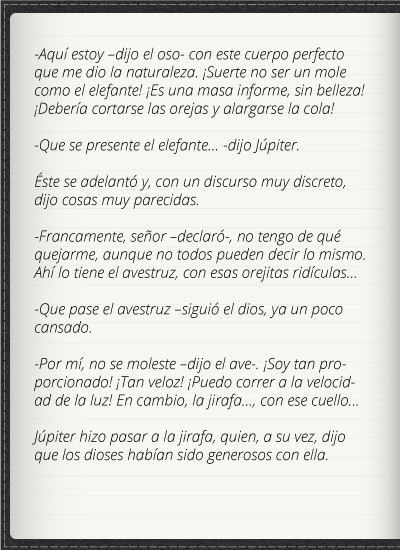 -Aquí estoy –dijo el oso- con este cuerpo perfecto
que me dio la naturaleza. ¡Suerte no ser un mole
como el elefante! ¡Es una masa informe, sin belleza!
¡Debería cortarse las orejas y alargarse la cola!
-Que se presente el elefante... -dijo Júpiter.
Éste se adelantó y, con un discurso muy discreto,
dijo cosas muy parecidas.
-Francamente, señor –declaró-, no tengo de qué
quejarme, aunque no todos pueden decir lo mismo.
Ahí lo tiene el avestruz, con esas orejitas ridículas...
-Que pase el avestruz –siguió el dios, ya un poco
cansado.
-Por mí, no se moleste –dijo el ave-. ¡Soy tan pro-
porcionado! ¡Tan veloz! ¡Puedo correr a la velocid-
ad de la luz! En cambio, la jirafa..., con ese cuello...
Júpiter hizo pasar a la jirafa, quien, a su vez, dijo
que los dioses habían sido generosos con ella.